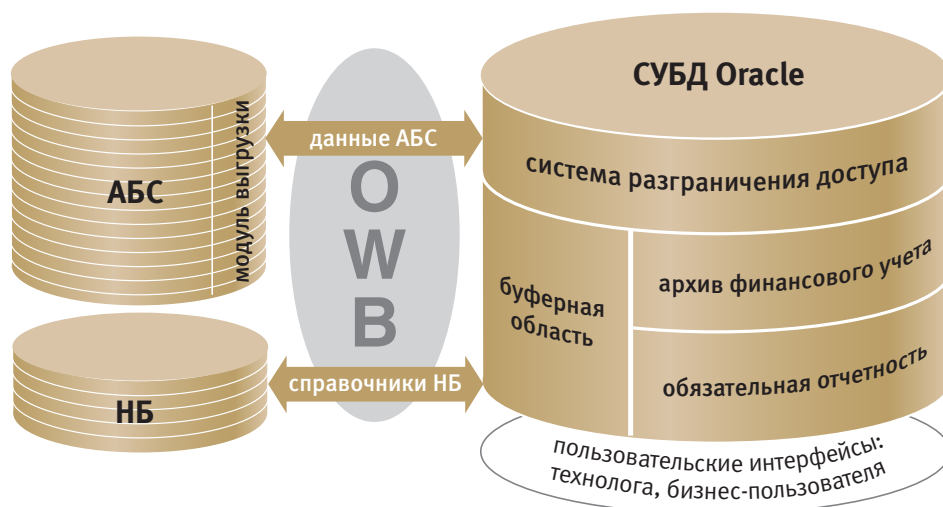 АБС
модуль выгрузки
НБ
данные АБС
O
W
B
справочники НБ
СУБД Oracle
система разграничения доступа
буферная
область
архив финансового учета
обязательная отчетность
пользовательские интерфейсы:
технолога, бизнес-пользователя